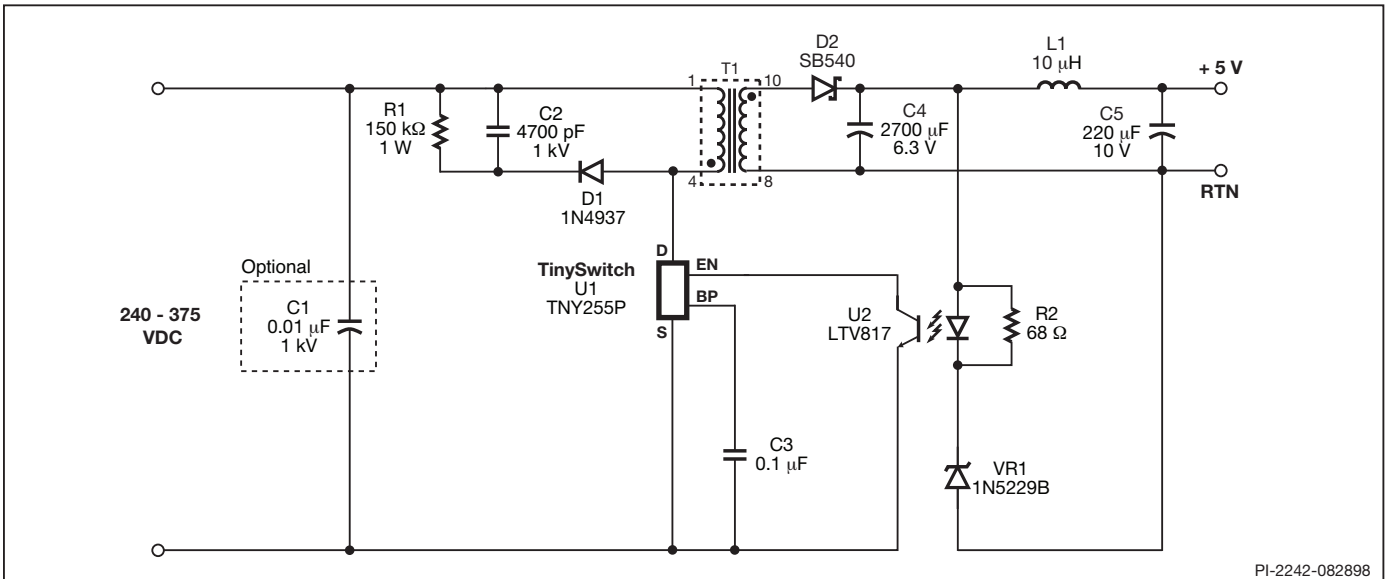 D2
SB540
L1
10 µH
+ 5 V
T1
1
10
R1
150 kΩ
1 W
C2
4700 pF
1 kV
C4
2700 µF
6.3 V
C5
220 µF
10 V
4
8
D1
1N4937
RTN
Optional
C1
0.01 µF
1 kV
240 - 375
VDC
D
TinySwitch
U1
TNY255P
EN
BP
S
U2
LTV817
R2
68 Ω
C3
0.1 µF
VR1
1N5229B
PI-2242-082898